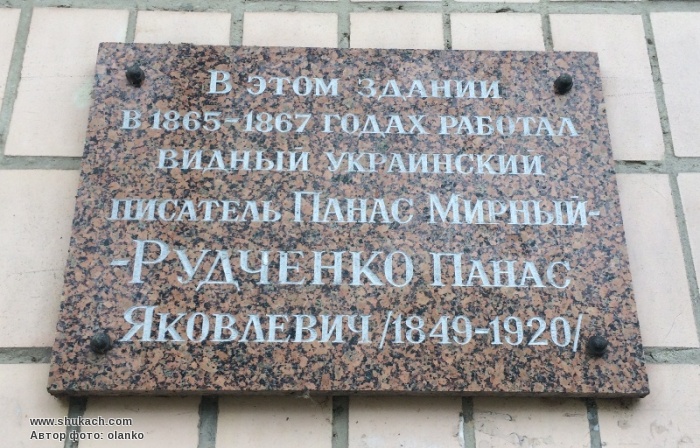 В этом здании
в 1865-1867 годах работал
видный украинский
писатель Панас Мирный-
-Рудченко Панас
Яковлевич /1849-1920/
www.shukach.com
Автор фото: olanko